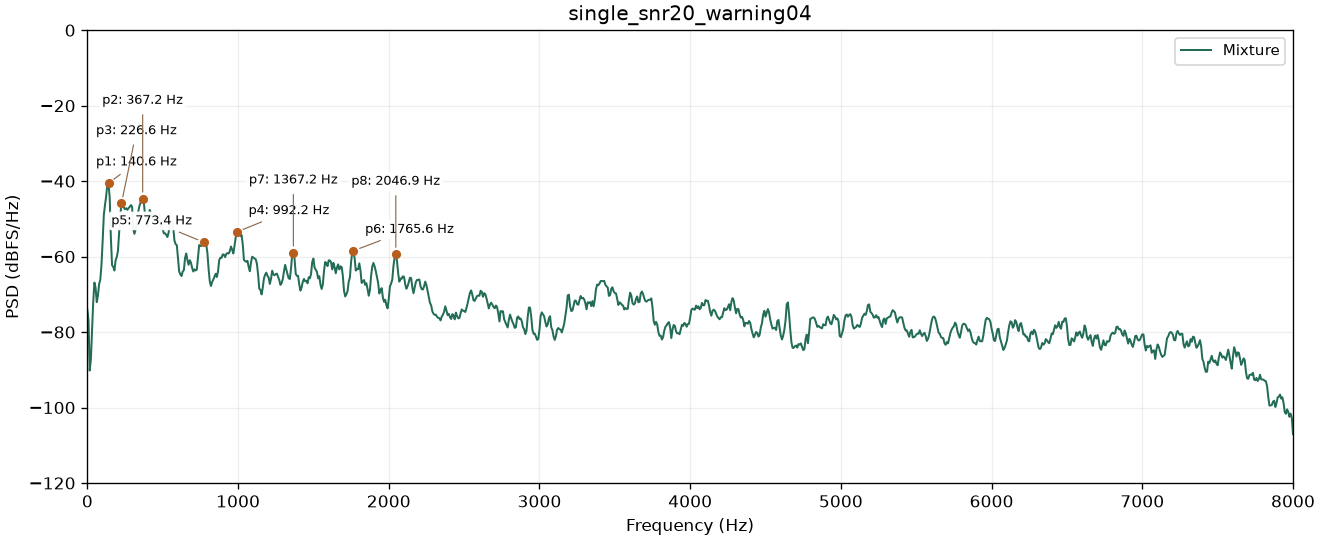 single_snr20_warning04
Mixture
p2: 367.2 Hz
p3: 226.6 Hz
p1: 140.6 Hz
p7: 1367.2 Hz
p8: 2046.9 Hz
p5: 773.4 Hz
p4: 992.2 Hz
p6: 1765.6 Hz
PSD (dBFS/Hz)
0
−20
−40
−60
−80
−100
−120
0 1000 2000 3000 4000 5000 6000 7000 8000
Frequency (Hz)